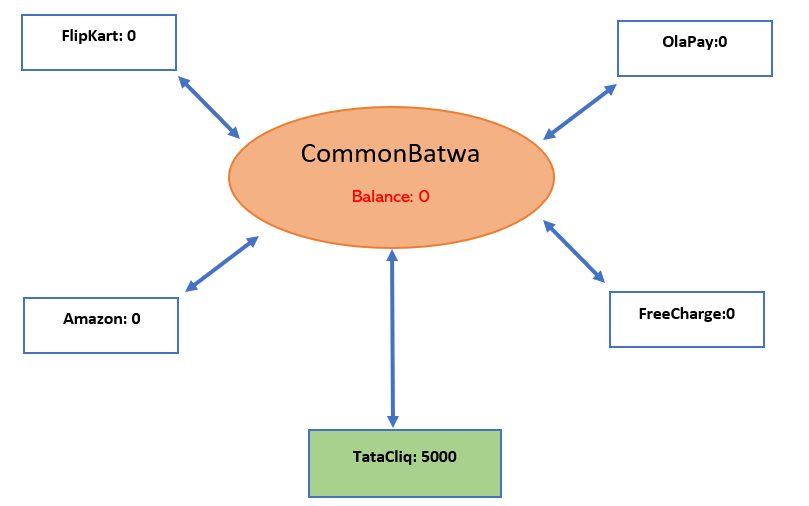 FlipKart: 0
OlaPay:0
CommonBatwa
Balance: 0
Amazon: 0
FreeCharge:0
TataCliq: 5000